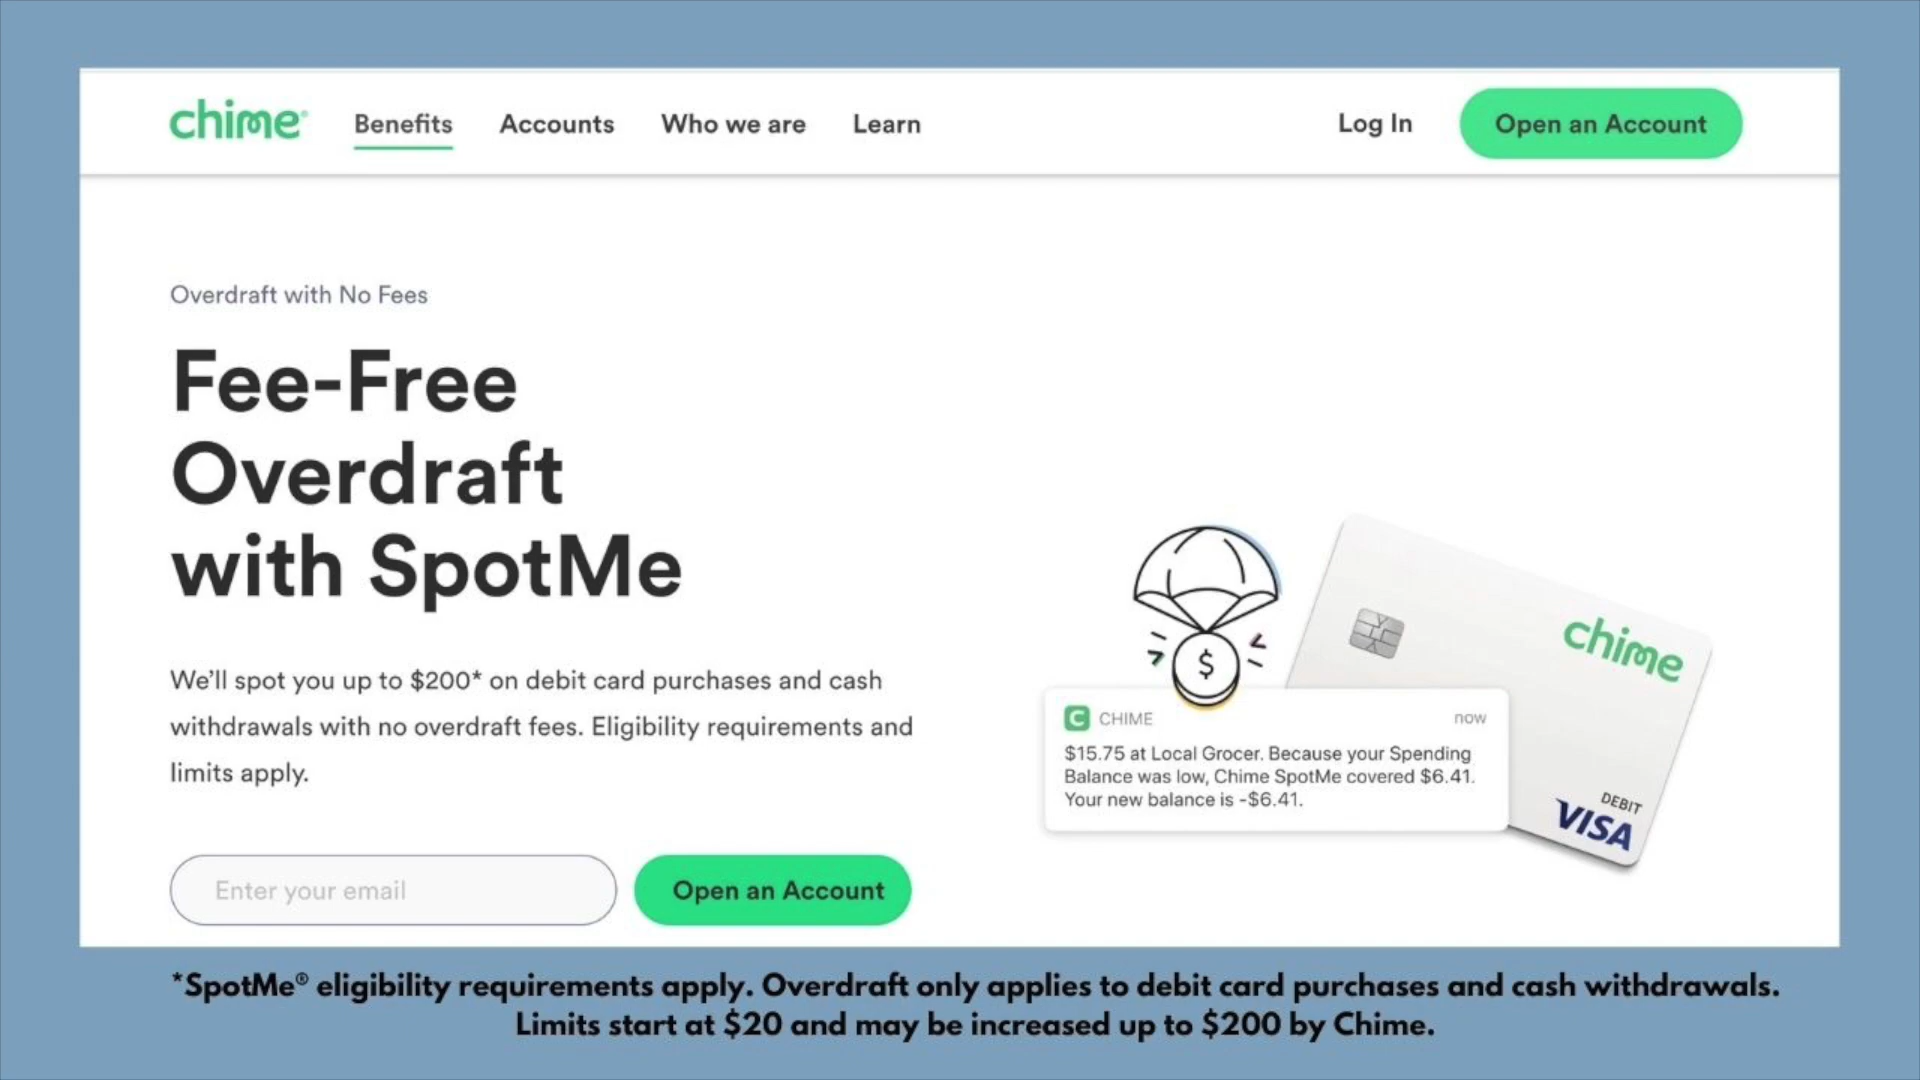 chime®
Benefits
Accounts
Who we are
Learn
Log In
Open an Account
Overdraft with No Fees
Fee-Free
Overdraft
with SpotMe
We’ll spot you up to $200* on debit card purchases and cash
withdrawals with no overdraft fees. Eligibility requirements and
limits apply.
Enter your email
Open an Account
$
chime
DEBIT
VISA
C CHIME
now
$15.75 at Local Grocer. Because your Spending
Balance was low, Chime SpotMe covered $6.41.
Your new balance is -$6.41.
*SpotMe® eligibility requirements apply. Overdraft only applies to debit card purchases and cash withdrawals.
Limits start at $20 and may be increased up to $200 by Chime.